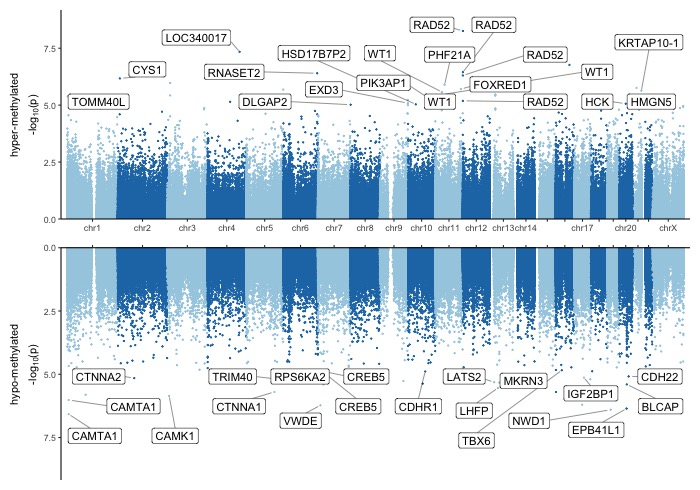 RAD52 RAD52
LOC340017
KRTAP10-1
HSD17B7P2 WT1 PHF21A RAD52
CYS1 RNASET2 WT1
EXD3 PIK3AP1 FOXRED1
TOMM40L DLGAP2 WT1 RAD52 HCK HMGN5
hyper-methylated
-log10(p)
7.5
5.0
2.5
0.0
chr1 chr2 chr3 chr4 chr5 chr6 chr7 chr8 chr9 chr10 chr11 chr12 chr13 chr14 chr17 chr20 chrX
hypo-methylated
-log10(p)
0.0
2.5
5.0
7.5
CTNNA2 TRIM40 RPS6KA2 CREB5 LATS2 MKRN3 CDH22
IGF2BP1
CAMTA1 CTNNA1 CREB5 CDHR1 LHFP BLCAP
VWDE NWD1
CAMTA1 CAMK1 TBX6 EPB41L1